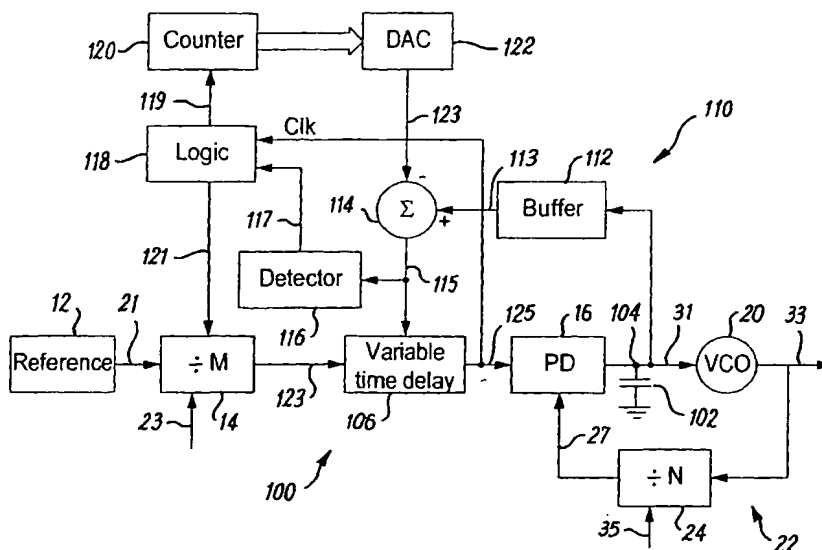 120
Counter
DAC
122
119
123
110
118
Logic
Clk
113
112
117
114
Σ
-
+
Buffer
121
Detector
115
12
21
116
125
16
104
31
20
33
Reference
÷ M
Variable
time delay
PD
VCO
123
102
23
14
106
27
100
÷ N
35
24
22